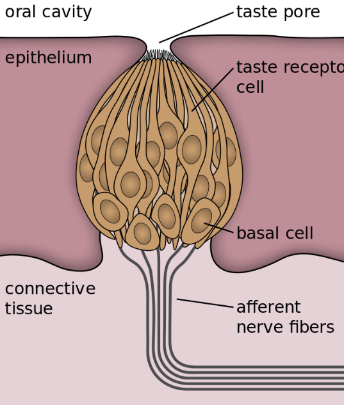 oral cavity
taste pore
epithelium
taste recepto
cell
basal cell
connective
tissue
afferent
nerve fibers